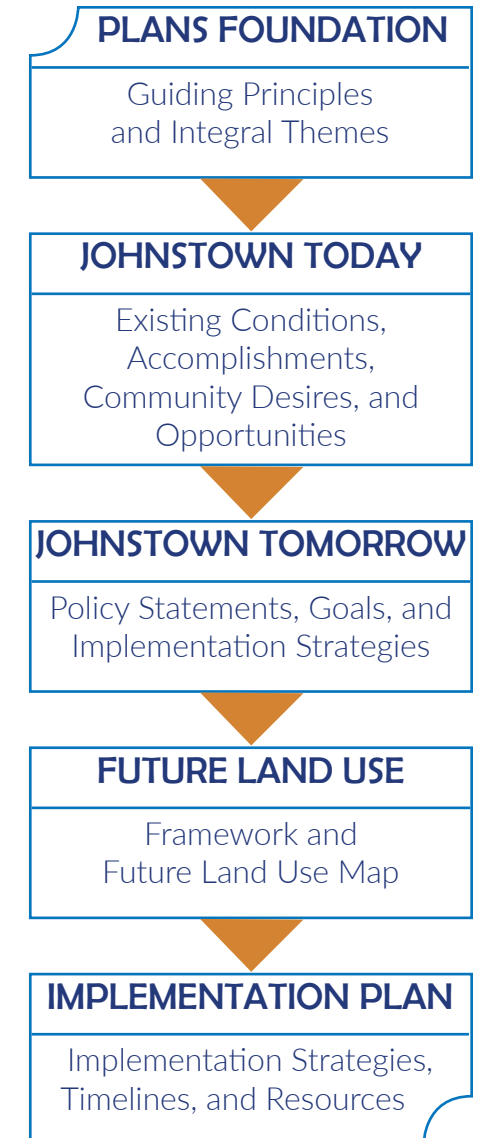 PLANS FOUNDATION
Guiding Principles
and Integral Themes
JOHNSTOWN TODAY
Existing Conditions,
Accomplishments,
Community Desires, and
Opportunities
JOHNSTOWN TOMORROW
Policy Statements, Goals, and
Implementation Strategies
FUTURE LAND USE
Framework and
Future Land Use Map
IMPLEMENTATION PLAN
Implementation Strategies,
Timelines, and Resources